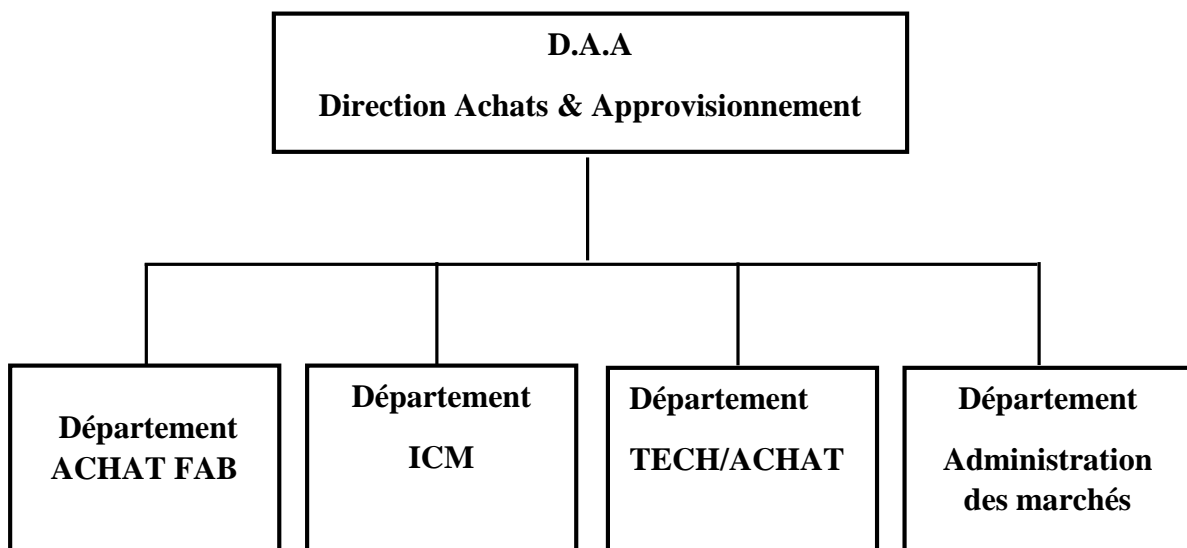 D.A.A
Direction Achats & Approvisionnement
Département
ACHAT FAB
Département
ICM
Département
TECH/ACHAT
Département
Administration
des marchés